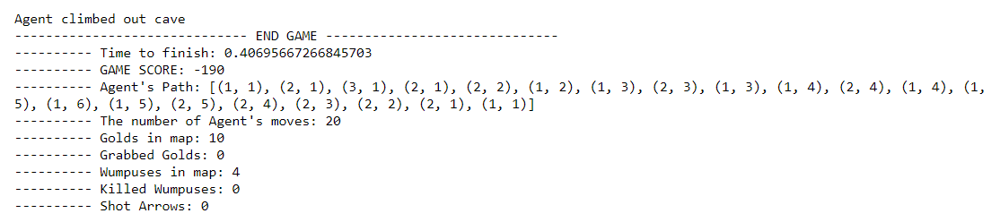 Agent climbed out cave
------------------------------ END GAME ------------------------------
---------- Time to finish: 0.40695667266845703
---------- GAME SCORE: -190
---------- Agent's Path: [(1, 1), (2, 1), (3, 1), (2, 1), (2, 2), (1, 2), (1, 3), (2, 3), (1, 3), (1, 4), (2, 4), (1, 4), (1,
5), (1, 6), (1, 5), (2, 5), (2, 4), (2, 3), (2, 2), (2, 1), (1, 1)]
---------- The number of Agent's moves: 20
---------- Golds in map: 10
---------- Grabbed Golds: 0
---------- Wumpuses in map: 4
---------- Killed Wumpuses: 0
---------- Shot Arrows: 0